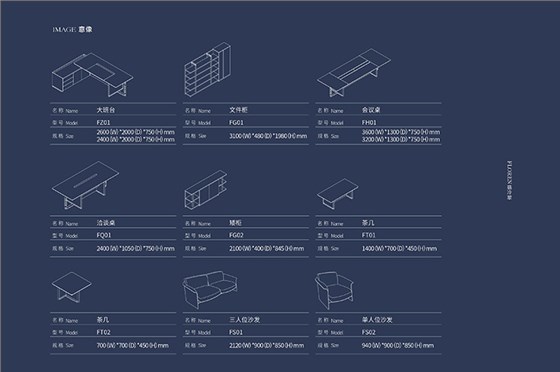 IMAGE 意像
名 称 Name 大班台
型 号 Model FZ01
规 格 Size 2600 (W) *2000 (D) *750 (H) mm
2400 (W) *2000 (D) *750 (H) mm
名 称 Name 文件柜
型 号 Model FG01
规 格 Size 3100 (W) *480 (D) *1980 (H) mm
名 称 Name 会议桌
型 号 Model FH01
规 格 Size 3600 (W) *1300 (D) *750 (H) mm
3200 (W) *1300 (D) *750 (H) mm
名 称 Name 洽谈桌
型 号 Model FQ01
规 格 Size 2400 (W) *1050 (D) *750 (H) mm
名 称 Name 矮柜
型 号 Model FG02
规 格 Size 2100 (W) *400 (D) *845 (H) mm
名 称 Name 茶几
型 号 Model FT01
规 格 Size 1400 (W) *700 (D) *450 (H) mm
名 称 Name 茶几
型 号 Model FT02
规 格 Size 700 (W) *700 (D) *450 (H) mm
名 称 Name 三人位沙发
型 号 Model FS01
规 格 Size 2120 (W) *900 (D) *850 (H) mm
名 称 Name 单人位沙发
型 号 Model FS02
规 格 Size 940 (W) *900 (D) *850 (H) mm